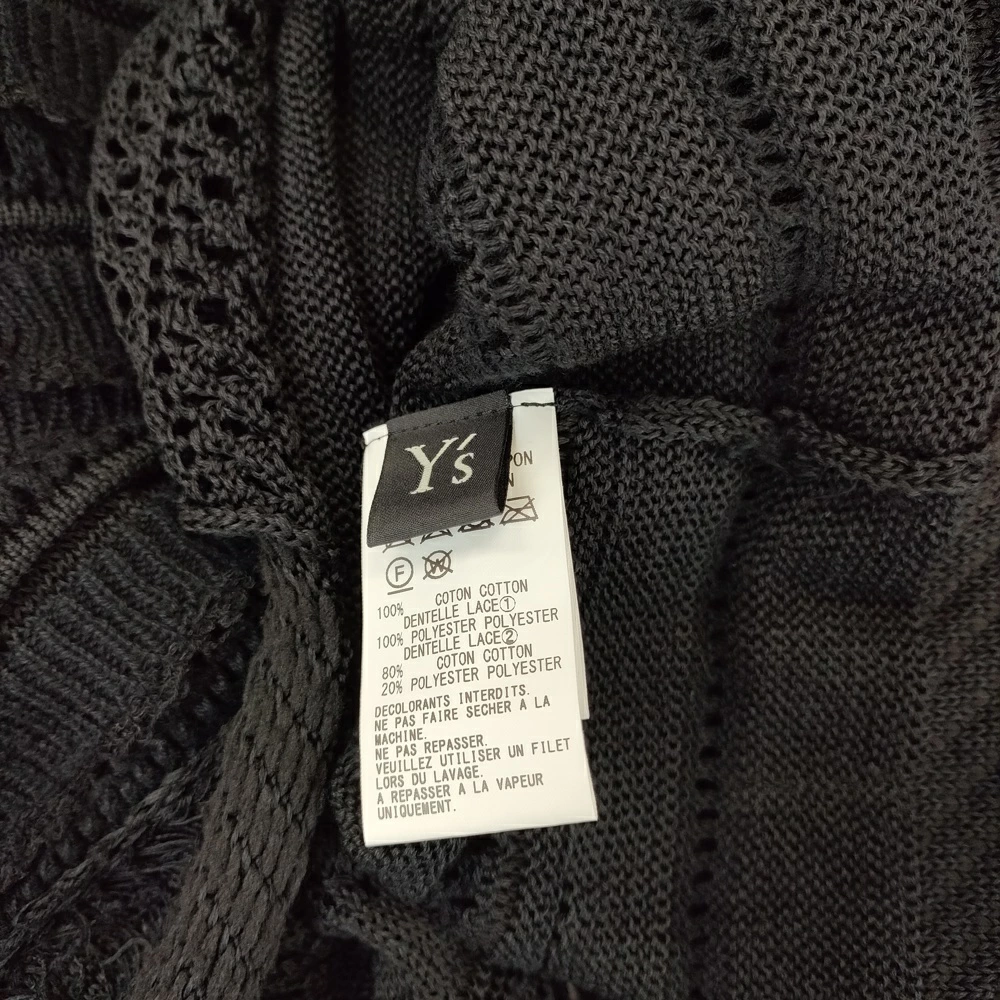 Y's
F
W
COTON COTTON
100%
DENTELLE LACE①
100% POLYESTER POLYESTER
DENTELLE LACE②
COTON COTTON
80%
20% POLYESTER POLYESTER
DECOLORANTS INTERDITS.
NE PAS FAIRE SECHER A LA
MACHINE.
NE PAS REPASSER.
VEUILLEZ UTILISER UN FILET
LORS DU LAVAGE.
A REPASSER A LA VAPEUR
UNIQUEMENT.